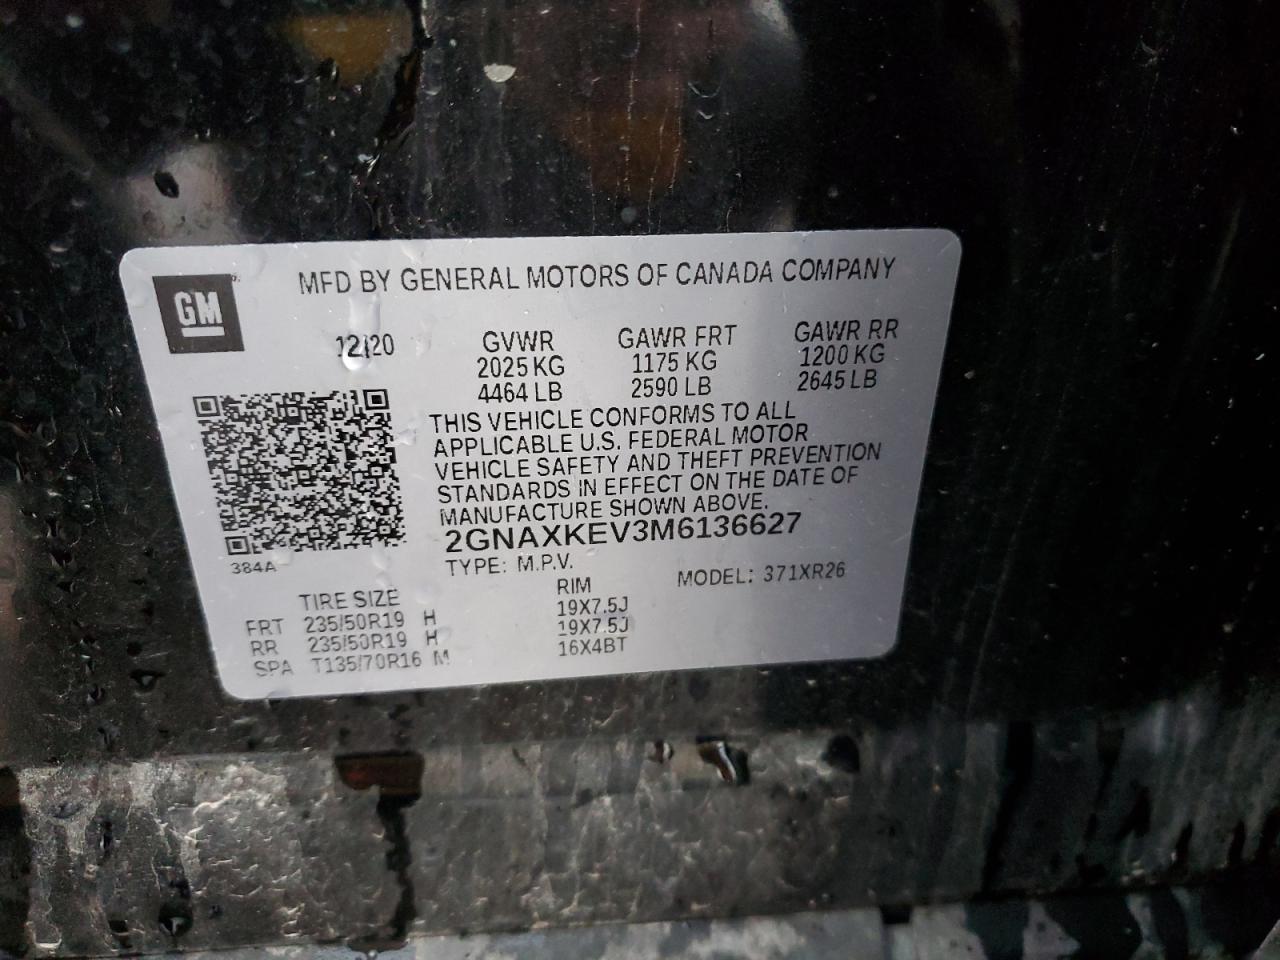 MFD BY GENERAL MOTORS OF CANADA COMPANY
GM
12/20
GVWR
2025 KG
4464 LB
GAWR FRT
1175 KG
2590 LB
GAWR RR
1200 KG
2645 LB
THIS VEHICLE CONFORMS TO ALL
APPLICABLE U.S. FEDERAL MOTOR
VEHICLE SAFETY AND THEFT PREVENTION
STANDARDS IN EFFECT ON THE DATE OF
MANUFACTURE SHOWN ABOVE.
2GNAXKEV3M6136627
384A
TYPE: M.P.V.
MODEL: 371XR26
TIRE SIZE RIM
FRT 235/50R19 H 19X7.5J
RR 235/50R19 H 19X7.5J
SPA T135/70R16 M 16X4BT